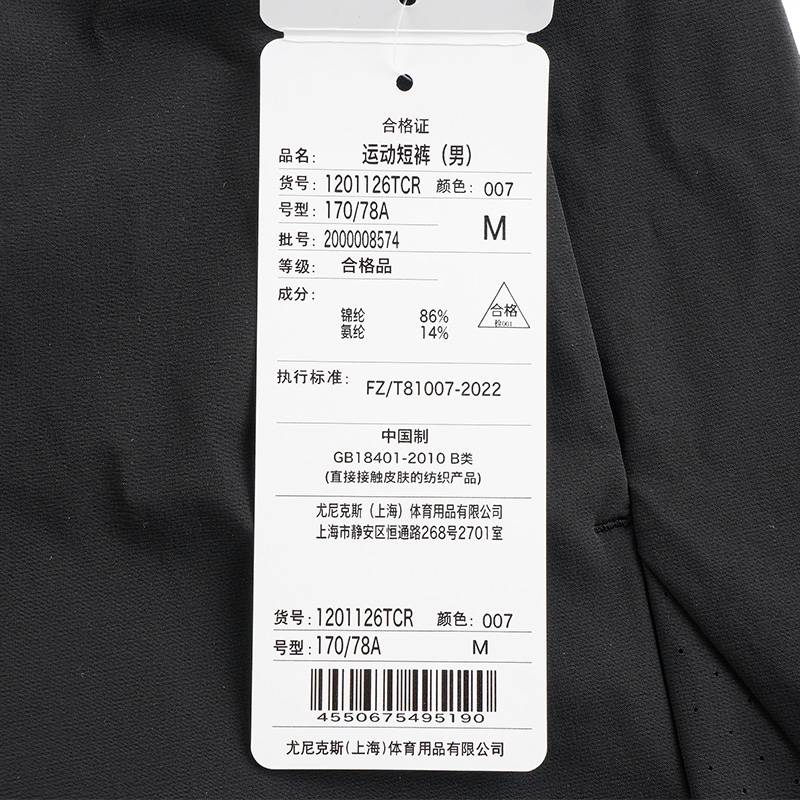 合格证
品名: 运动短裤(男)
货号: 1201126TCR 颜色: 007
号型: 170/78A M
批号: 2000008574
等级: 合格品
成分:
锦纶 86%
氨纶 14%
合格
检001
执行标准: FZ/T81007-2022
中国制
GB18401-2010 B类
(直接接触皮肤的纺织产品)
尤尼克斯(上海)体育用品有限公司
上海市静安区恒通路268号2701室
货号: 1201126TCR 颜色: 007
号型: 170/78A M
4550675495190
尤尼克斯(上海)体育用品有限公司